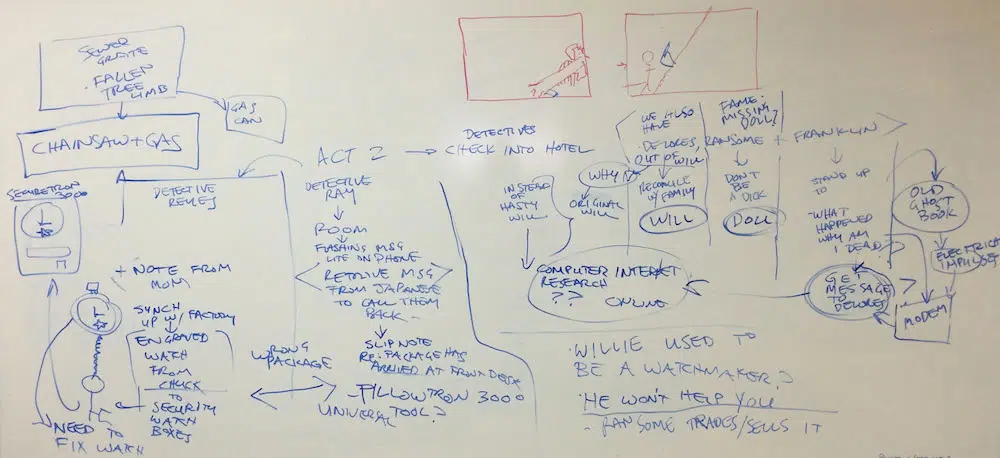 SEWER
GRATE
· FALLEN
TREE
LIMB
GAS
CAN
CHAINSAW + GAS
SECURETRON
3000
DETECTIVE
REYES
+ NOTE FROM
MOM
SYNCH
UP W/ FACTORY
ENGRAVED
WATCH
FROM
CHUCK
TO
SECURITY
WATCH
BOXES
NEED TO
FIX WATCH
ACT 2 → DETECTIVES
CHECK INTO HOTEL
DETECTIVE
RAY
ROOM
FLASHING MSG
LITE ON PHONE
RETRIEVE MSG
FROM JAPANESE
TO CALL THEM
BACK
SLIP NOTE
RE: PACKAGE HAS
ARRIVED AT FRONT DESK
WRONG
PACKAGE
- PILLOWTRON 3000
UNIVERSAL TOOL?
INSTEAD
OF
HASTY
WILL
WE ALSO
HAVE
DELORES,
OUT OF WILL
WHY
ORIGINAL
WILL
RECONCILE
W/ FAMILY
WILL
FAME.
MISSING
DOLL?
RANSOME + FRANKLIN
DON'T
BE
A DICK
DOLL
STAND UP
TO
"WHAT
HAPPENED
WHY AM
I DEAD"
GET
MESSAGE
TO
DELORES
OLD
GHOST
BOOK
ELECTRICAL
IMPULSES
MODEM
COMPUTER INTERNET
RESEARCH
??
ONLINE
· WILLIE USED TO
BE A WATCHMAKER?
· HE WON'T HELP YOU
- RANSOME TRADES/SELLS IT